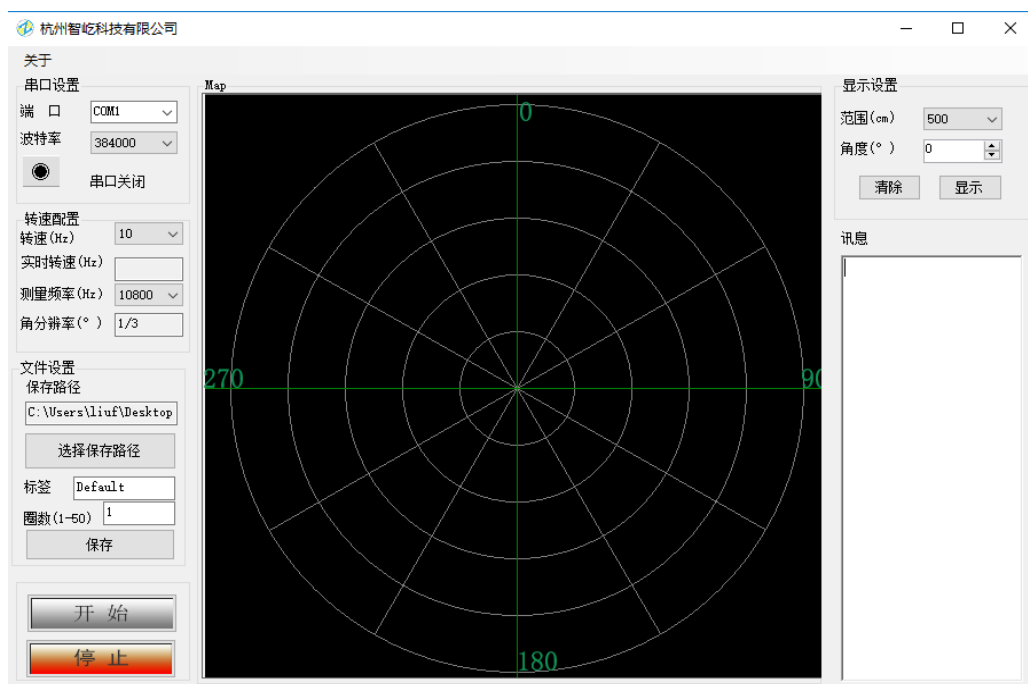 杭州智屹科技有限公司
关于
串口设置
端 口 COM1
波特率 384000
串口关闭
转速配置
转速(Hz) 10
实时转速(Hz)
测量频率(Hz) 10800
角分辨率(° ) 1/3
文件设置
保存路径
C:\Users\liuf\Desktop
选择保存路径
标签 Default
圈数(1-50) 1
保存
开 始
停 止
Map
0
270
90
180
显示设置
范围(cm) 500
角度(° ) 0
清除 显示
讯息